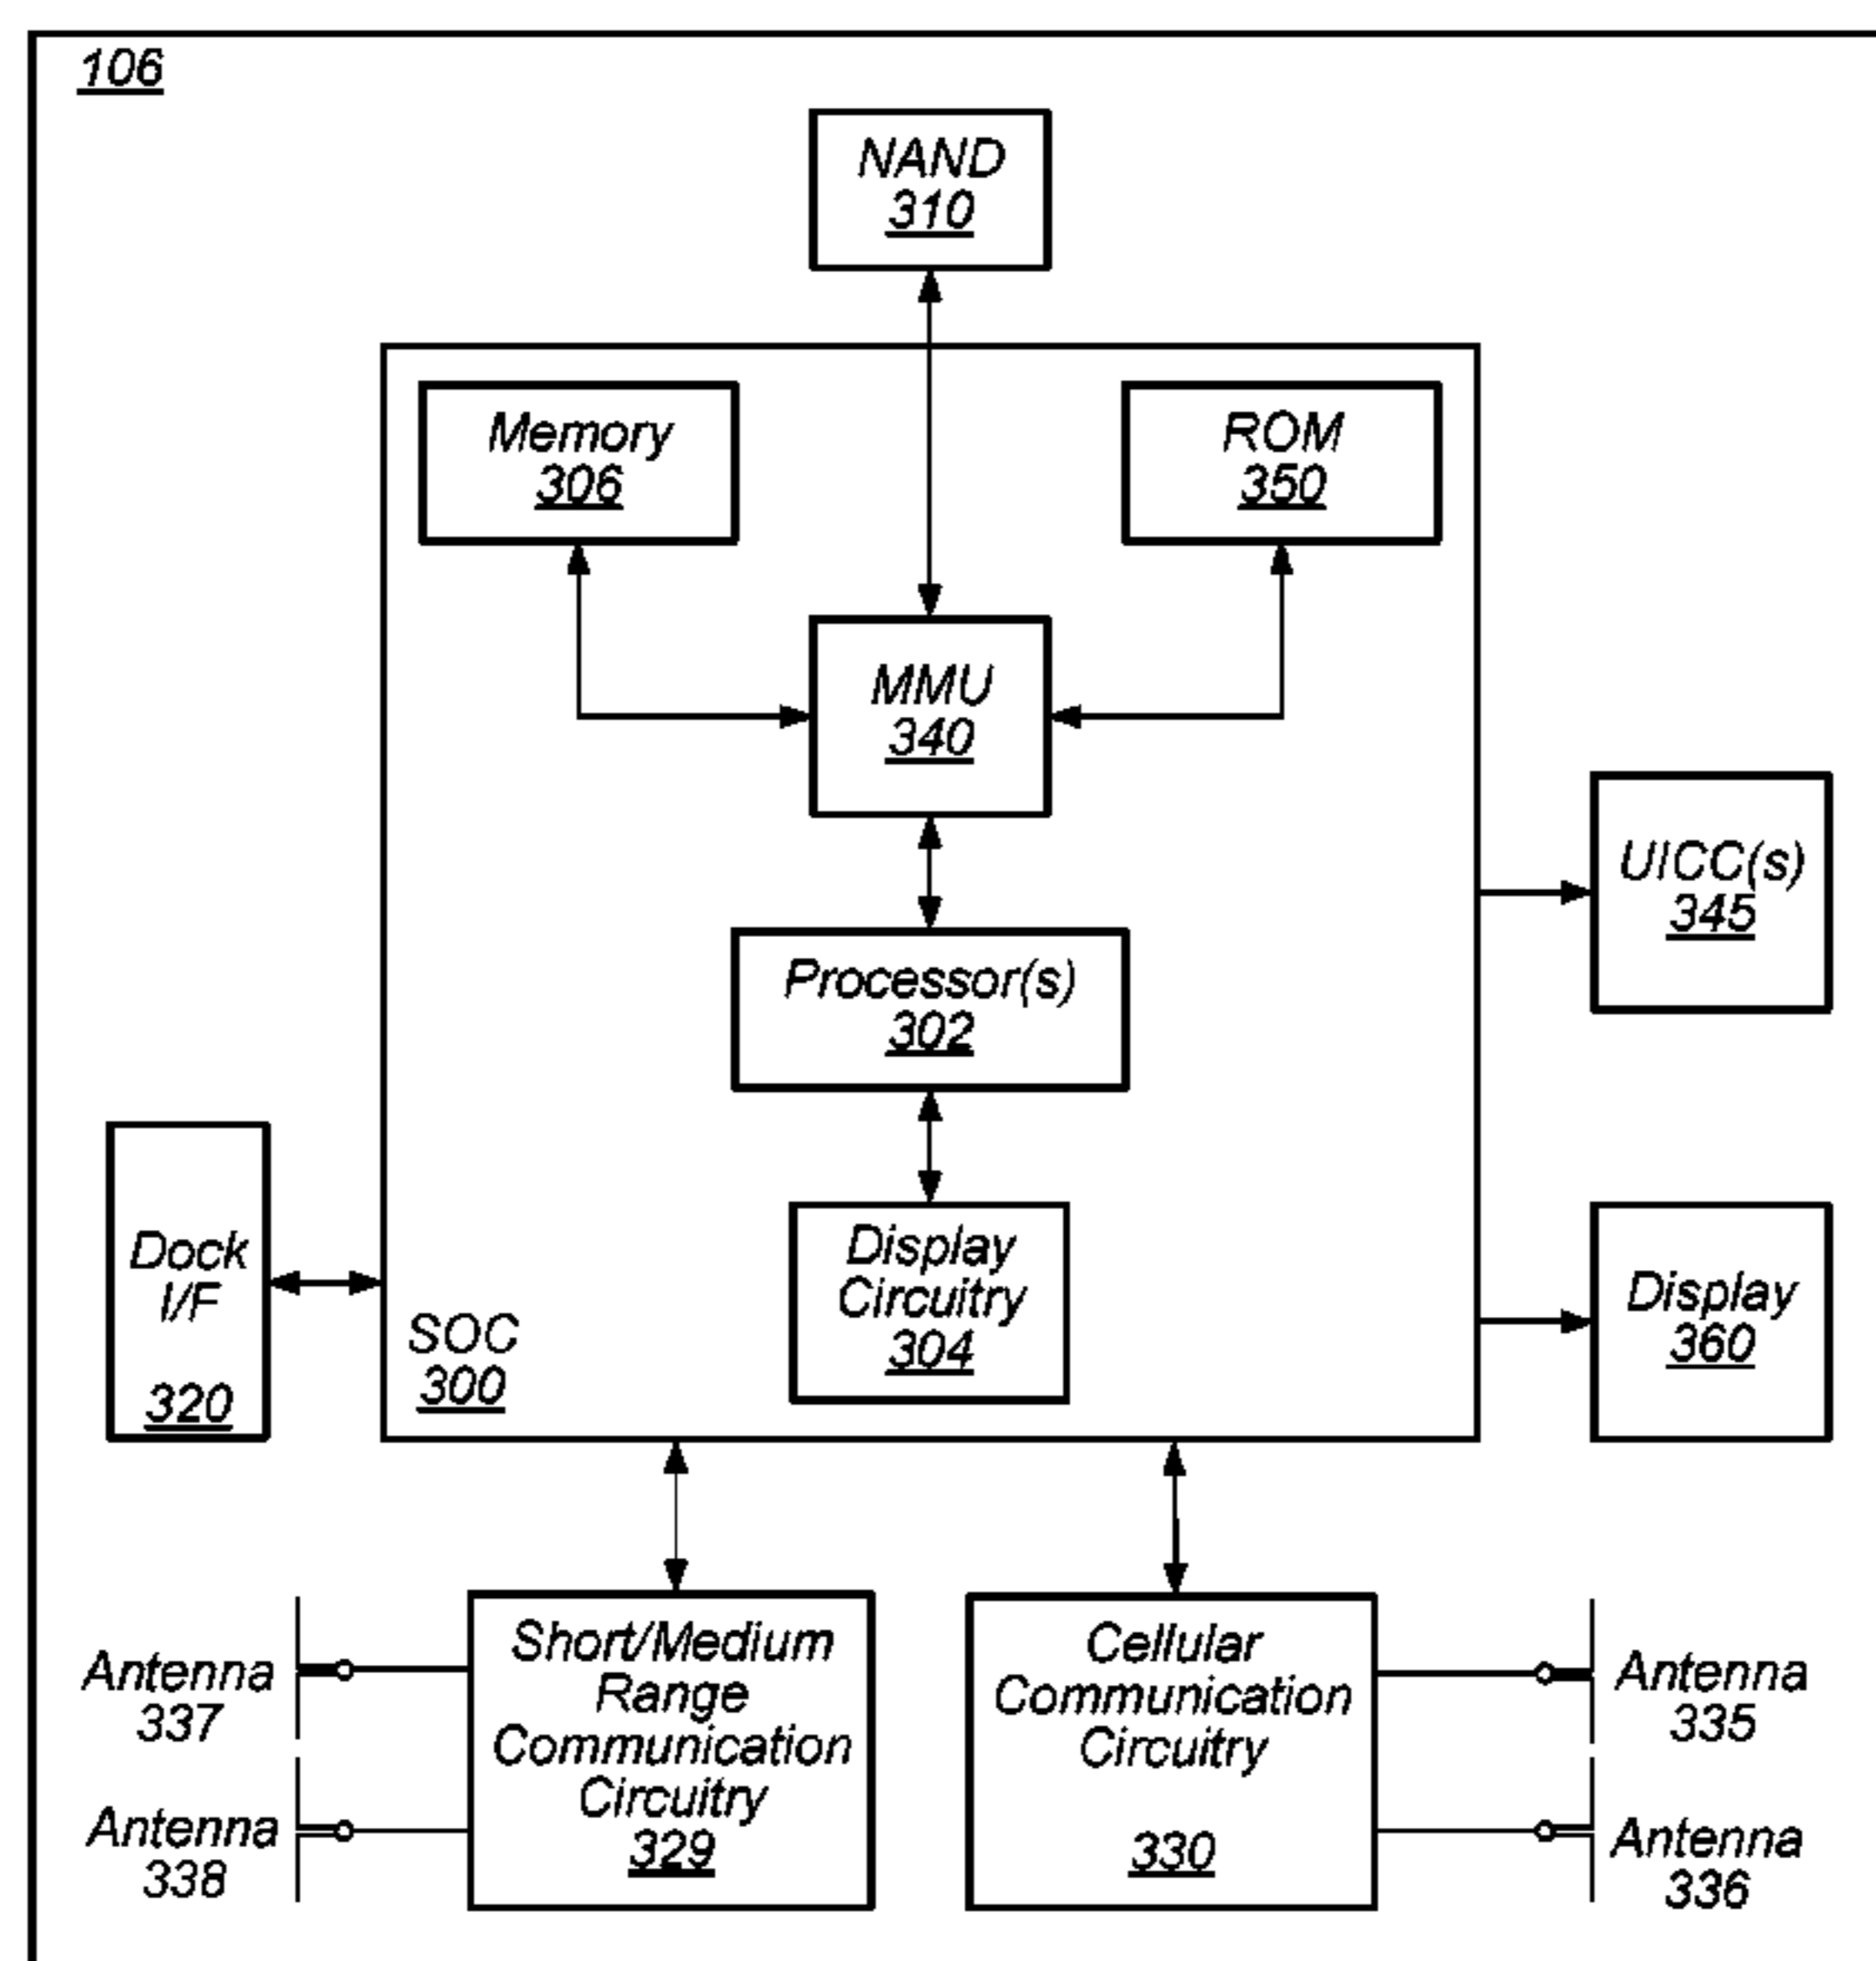 106
NAND
310
Memory
306
ROM
350
MMU
340
UICC(s)
345
Processor(s)
302
Dock
I/F
320
SOC
300
Display
Circuitry
304
Display
360
Antenna
337
Antenna
338
Short/Medium
Range
Communication
Circuitry
329
Cellular
Communication
Circuitry
330
Antenna
335
Antenna
336